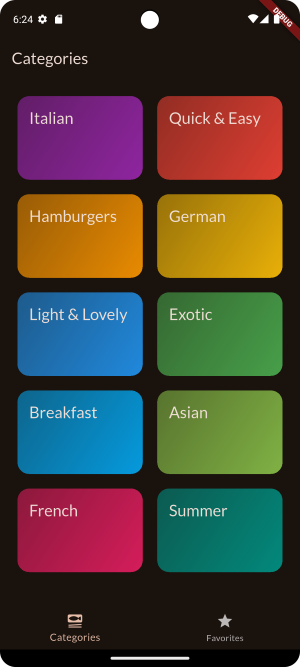 6:24
DEBUG
Categories
Italian
Quick & Easy
Hamburgers
German
Light & Lovely
Exotic
Breakfast
Asian
French
Summer
Categories
Favorites